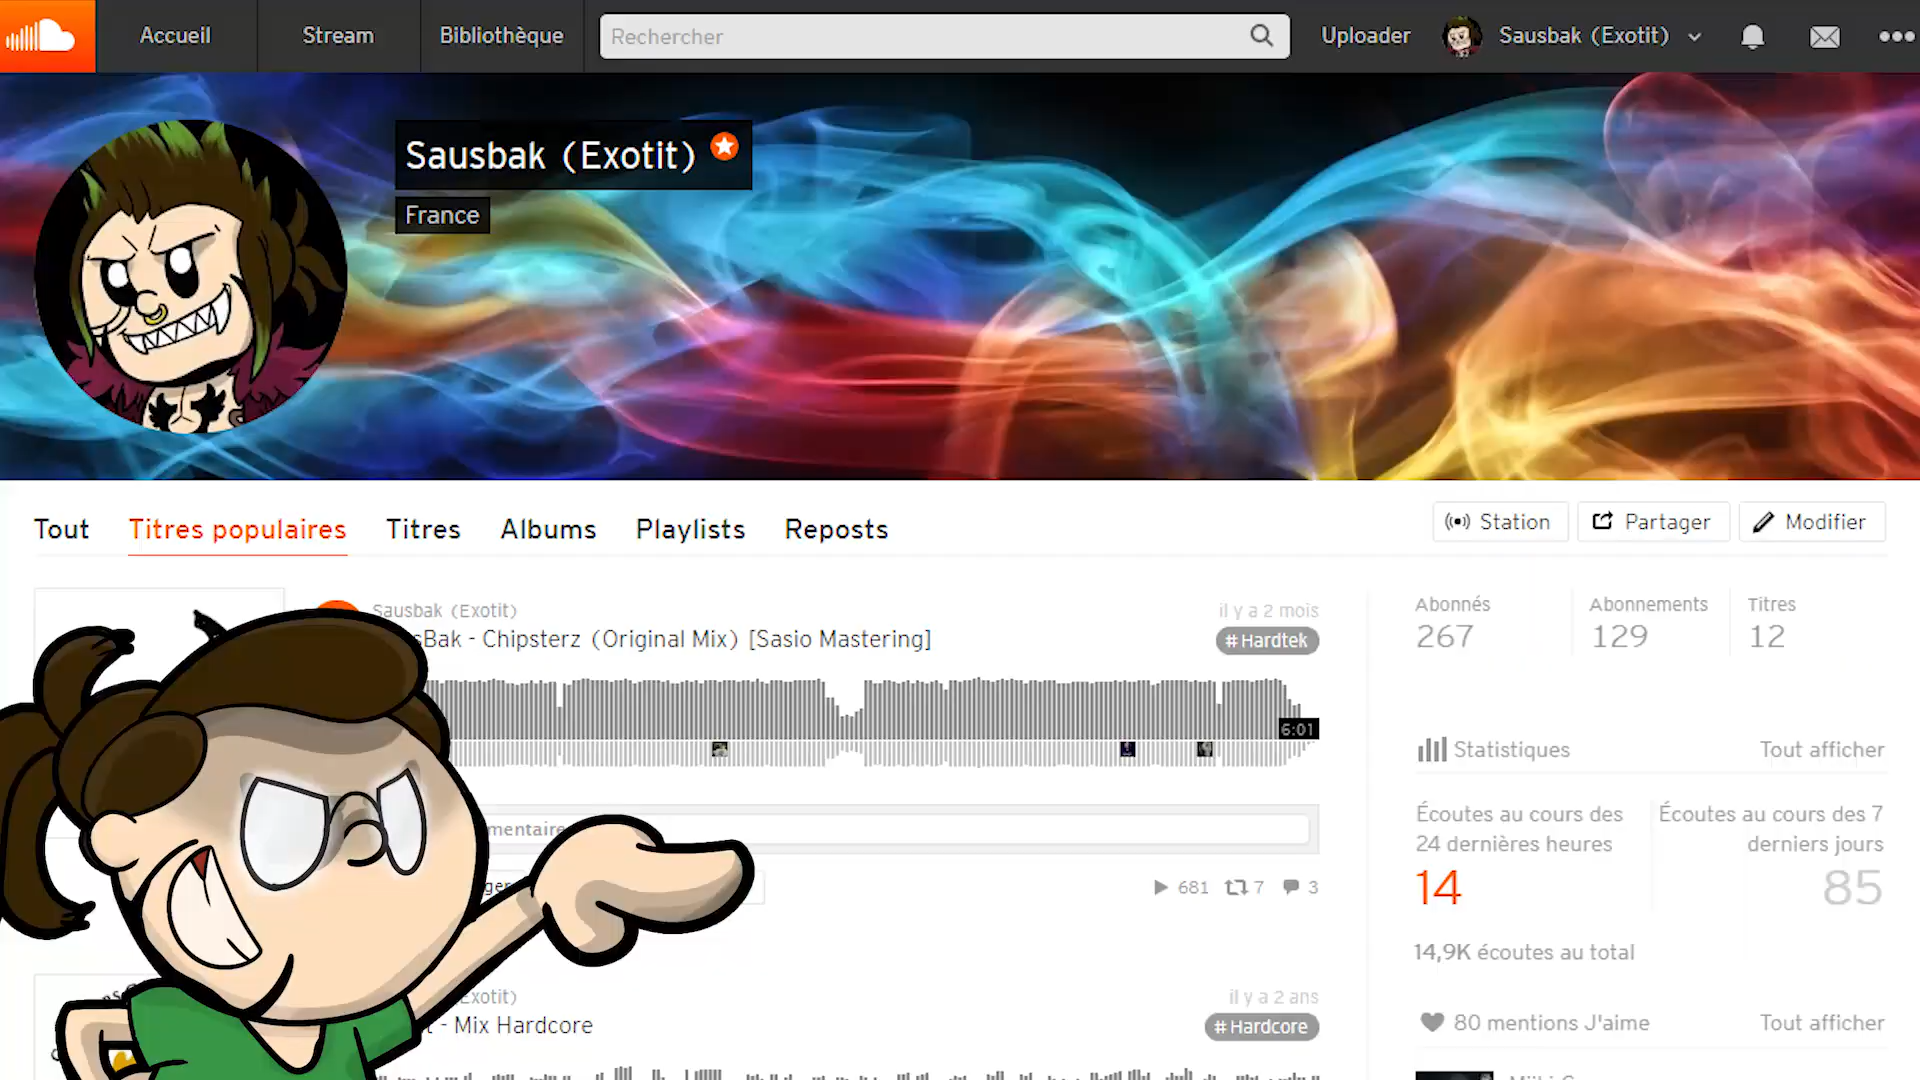 Accueil
Stream
Bibliothèque
Rechercher
Uploader
Sausbak (Exotit)
Sausbak (Exotit)
France
Tout
Titres populaires
Titres
Albums
Playlists
Reposts
Station
Partager
Modifier
Sausbak (Exotit)
sBak - Chipsterz (Original Mix) [Sasio Mastering]
il y a 2 mois
# Hardtek
6:01
mentaire
ger
681
7
3
Exotit)
t - Mix Hardcore
il y a 2 ans
# Hardcore
Abonnés
267
Abonnements
129
Titres
12
Statistiques
Tout afficher
Écoutes au cours des
24 dernières heures
14
Écoutes au cours des 7
derniers jours
85
14,9K écoutes au total
80 mentions J'aime
Tout afficher